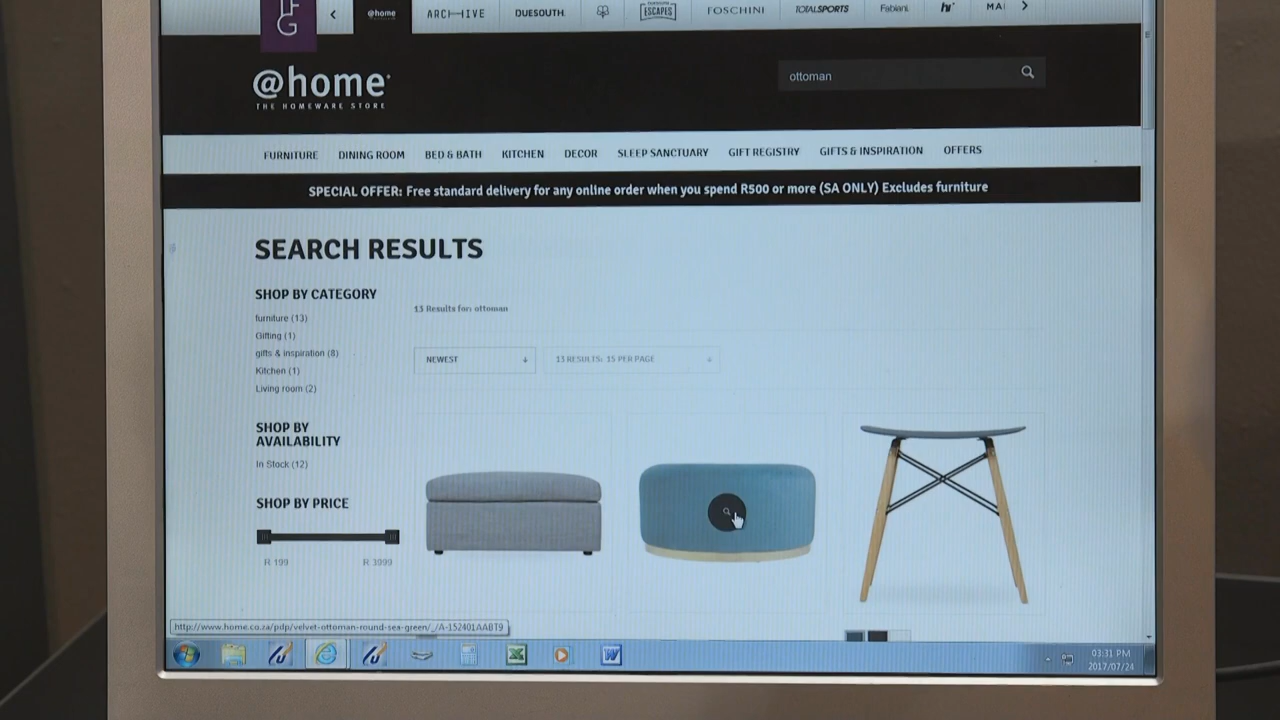 FG
@home
ARCHIVE
DUESOUTH
ESCAPES
FOSCHINI
TOTALSPORTS
Fabiani
hi
MA
@home
THE HOMEWARE STORE
ottoman
FURNITURE DINING ROOM BED & BATH KITCHEN DECOR SLEEP SANCTUARY GIFT REGISTRY GIFTS & INSPIRATION OFFERS
SPECIAL OFFER: Free standard delivery for any online order when you spend R500 or more (SA ONLY) Excludes furniture
SEARCH RESULTS
SHOP BY CATEGORY
furniture (13)
Gifting (1)
gifts & inspiration (8)
Kitchen (1)
Living room (2)
SHOP BY
AVAILABILITY
In Stock (12)
SHOP BY PRICE
R 199 R 3999
13 Results for: ottoman
NEWEST
13 RESULTS: 15 PER PAGE
http://www.home.co.za/pdp/velvet-ottoman-round-sea-green/_/A-152401AABT9
03:31 PM
2017/07/24